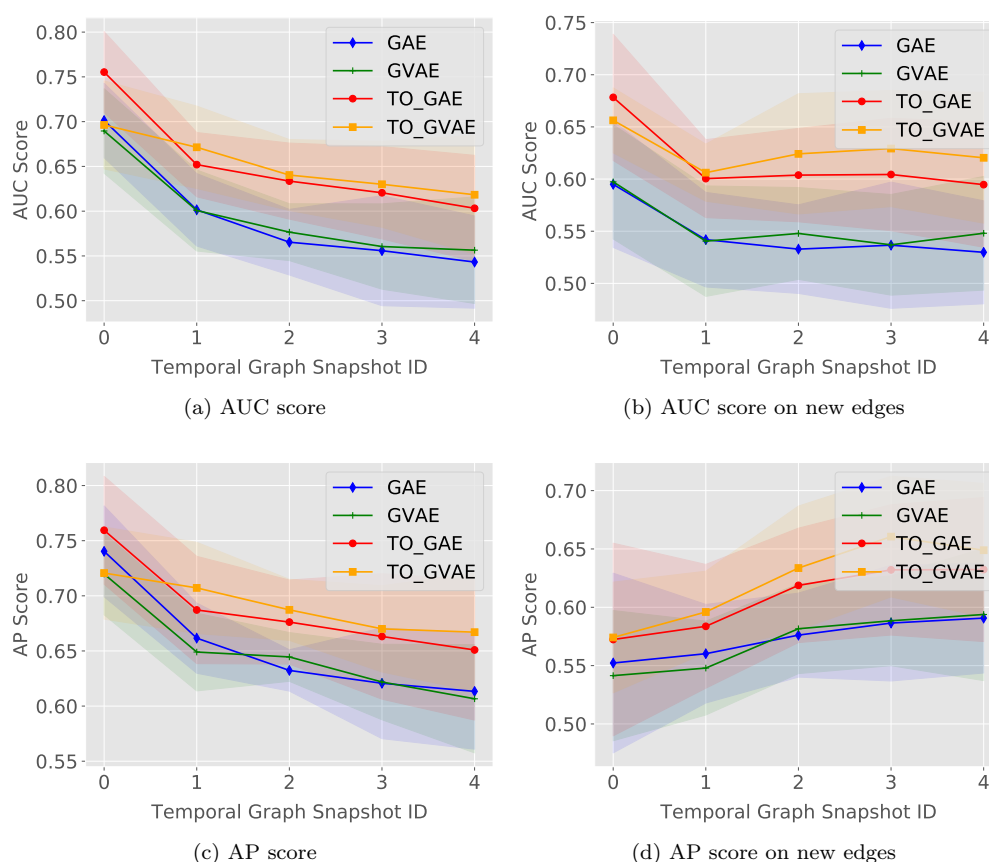 0.80
0.75
0.70
0.65
0.60
0.55
0.50
AUC Score
GAE
GVAE
TO_GAE
TO_GVAE
0 1 2 3 4
Temporal Graph Snapshot ID
(a) AUC score
0.75
0.70
0.65
0.60
0.55
0.50
AUC Score
GAE
GVAE
TO_GAE
TO_GVAE
0 1 2 3 4
Temporal Graph Snapshot ID
(b) AUC score on new edges
0.80
0.75
0.70
0.65
0.60
0.55
AP Score
GAE
GVAE
TO_GAE
TO_GVAE
0 1 2 3 4
Temporal Graph Snapshot ID
(c) AP score
0.70
0.65
0.60
0.55
0.50
AP Score
GAE
GVAE
TO_GAE
TO_GVAE
0 1 2 3 4
Temporal Graph Snapshot ID
(d) AP score on new edges